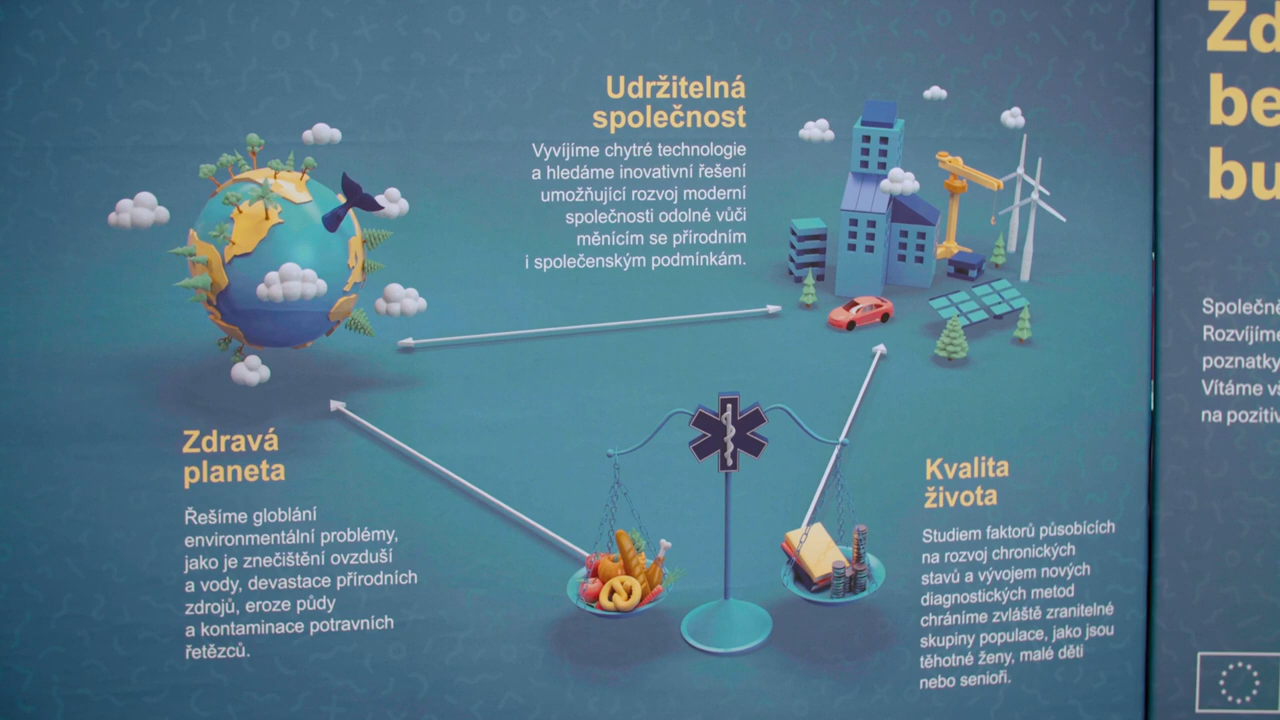 Udržitelná
společnost
Vyvíjíme chytré technologie
a hledáme inovativní řešení
umožňující rozvoj moderní
společnosti odolné vůči
měnícím se přírodním
i společenským podmínkám.
Zdravá
planeta
Řešíme globlání
environmentální problémy,
jako je znečištění ovzduší
a vody, devastace přírodních
zdrojů, eroze půdy
a kontaminace potravních
řetězců.
Kvalita
života
Studiem faktorů působících
na rozvoj chronických
stavů a vývojem nových
diagnostických metod
chráníme zvláště zranitelné
skupiny populace, jako jsou
těhotné ženy, malé děti
nebo senioři.
Zd
be
bu
Společně
Rozvíjíme
poznatky
Vítáme
na pozitiv